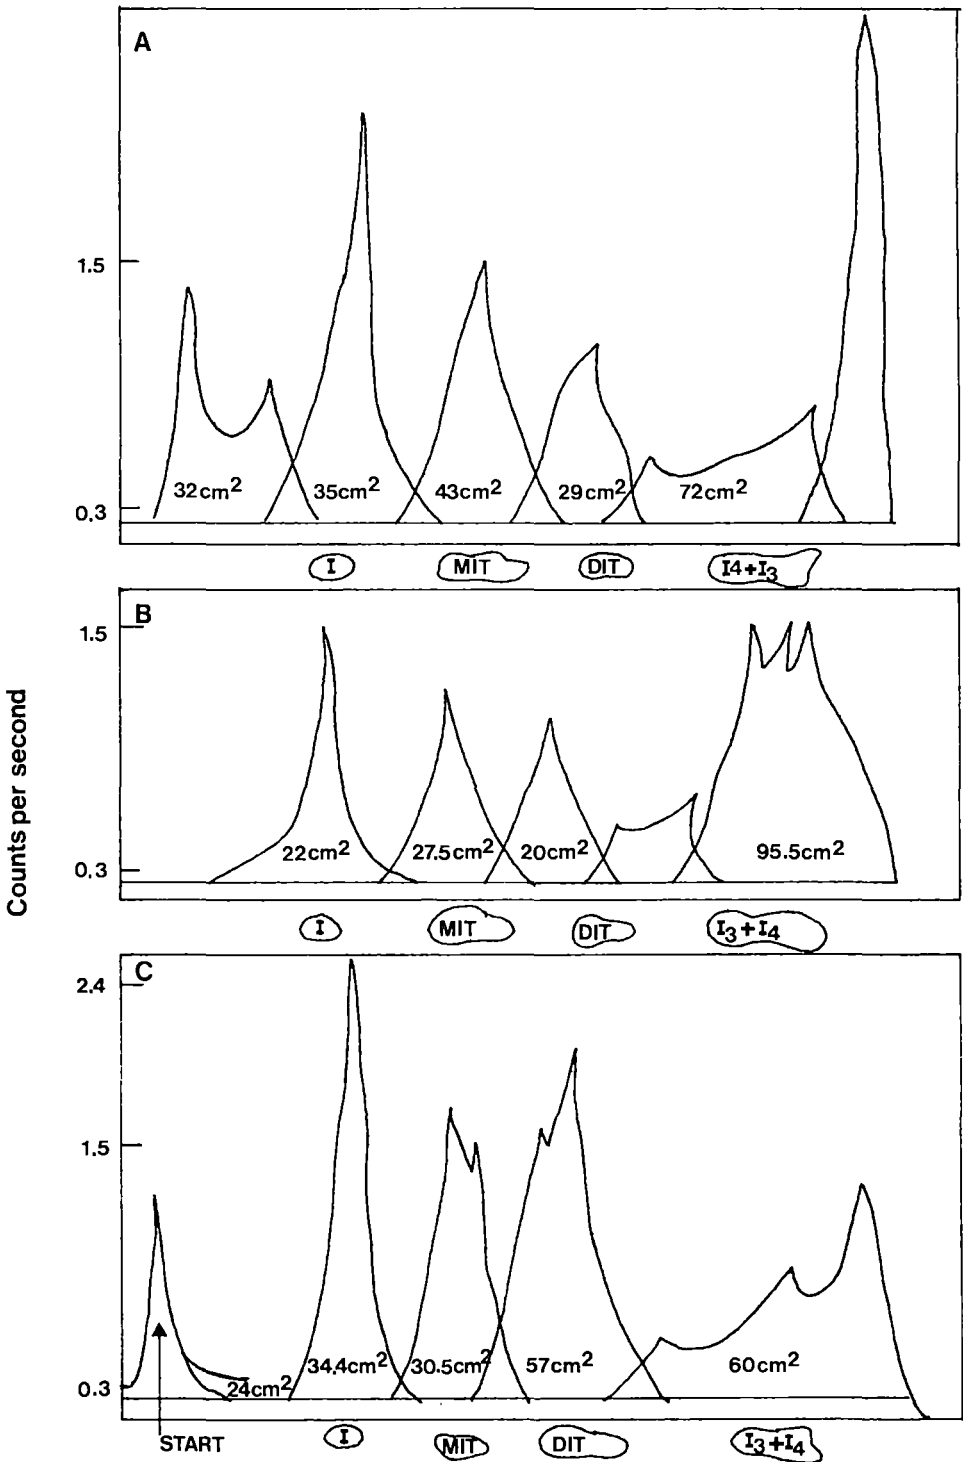 Counts per second
A
1.5
0.3
32cm² 35cm² 43cm² 29cm² 72cm²
I MIT DIT I4+I₃
B
1.5
0.3
22cm² 27.5cm² 20cm² 95.5cm²
I MIT DIT I₃+I₄
C
2.4
1.5
0.3
24cm² 34.4cm² 30.5cm² 57cm² 60cm²
START I MIT DIT I₃+I₄